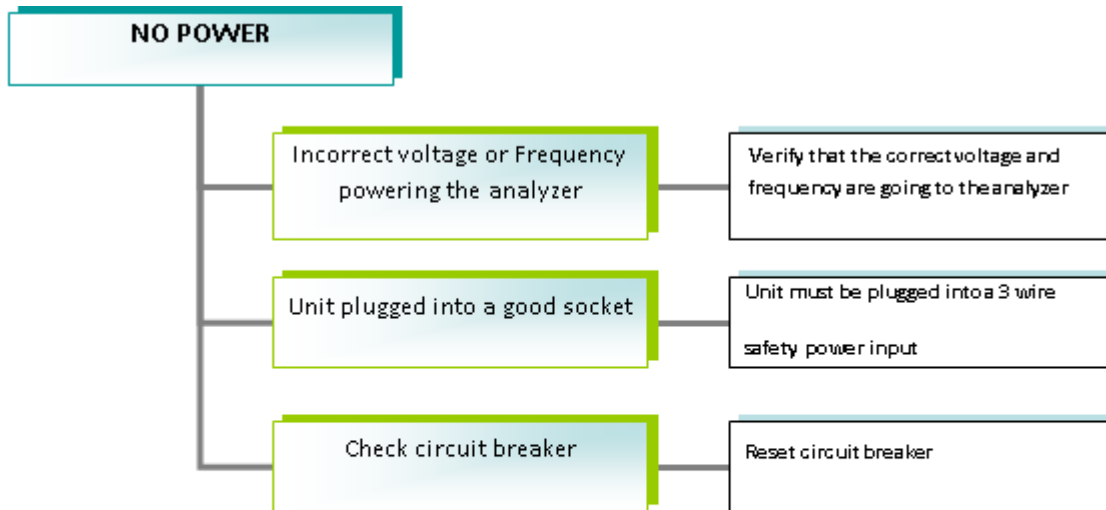 NO POWER
Incorrect voltage or Frequency
powering the analyzer
Verify that the correct voltage and
frequency are going to the analyzer
Unit plugged into a good socket
Unit must be plugged into a 3 wire
safety power input
Check circuit breaker
Reset circuit breaker